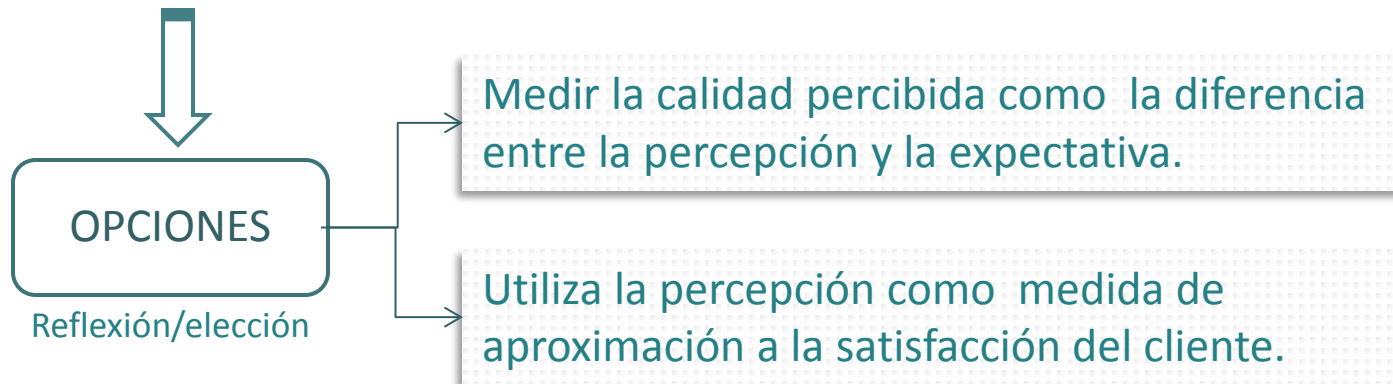 Medir la calidad percibida como la diferencia
entre la percepción y la expectativa.
OPCIONES
Reflexión/elección
Utiliza la percepción como medida de
aproximación a la satisfacción del cliente.